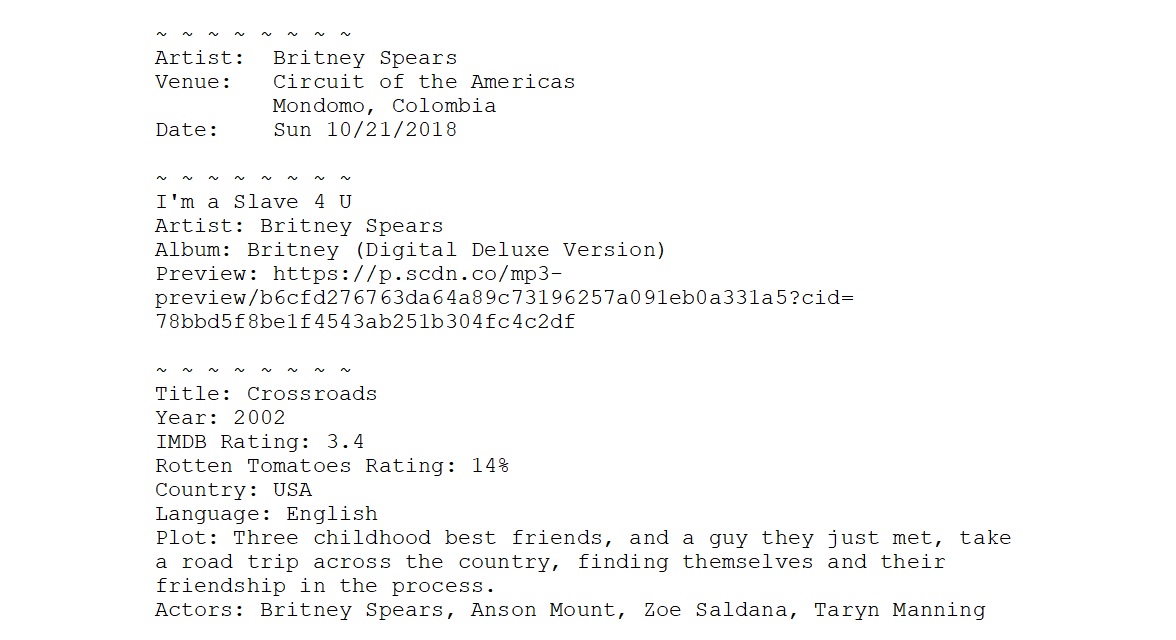 ~ ~ ~ ~ ~ ~ ~ ~
Artist:  Britney Spears
Venue:   Circuit of the Americas
         Mondomo, Colombia
Date:    Sun 10/21/2018

~ ~ ~ ~ ~ ~ ~ ~
I'm a Slave 4 U
Artist: Britney Spears
Album: Britney (Digital Deluxe Version)
Preview: https://p.scdn.co/mp3-
preview/b6cfd276763da64a89c73196257a091eb0a331a5?cid=
78bbd5f8be1f4543ab251b304fc4c2df

~ ~ ~ ~ ~ ~ ~ ~
Title: Crossroads
Year: 2002
IMDB Rating: 3.4
Rotten Tomatoes Rating: 14%
Country: USA
Language: English
Plot: Three childhood best friends, and a guy they just met, take
a road trip across the country, finding themselves and their
friendship in the process.
Actors: Britney Spears, Anson Mount, Zoe Saldana, Taryn Manning